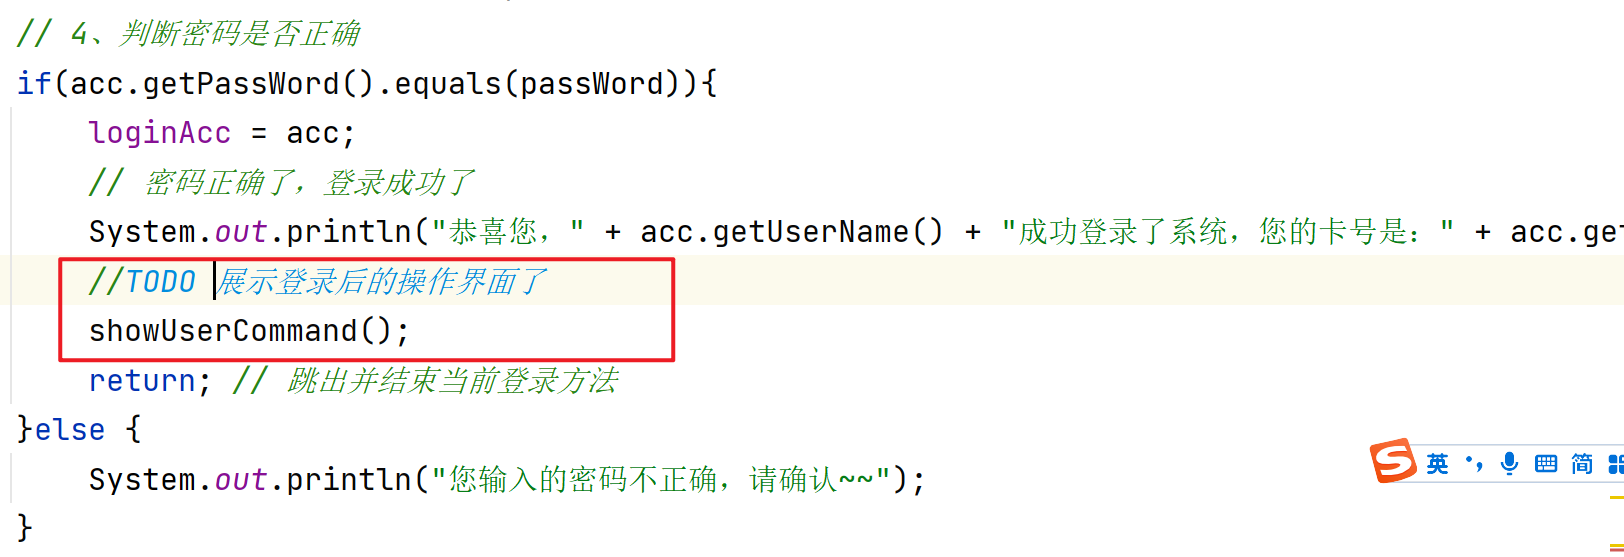 // 4、判断密码是否正确
if(acc.getPassWord().equals(passWord)){
loginAcc = acc;
// 密码正确了，登录成功了
System.out.println("恭喜您，" + acc.getUserName() + "成功登录了系统，您的卡号是：" + acc.get
//TODO 展示登录后的操作界面了
showUserCommand();
return; // 跳出并结束当前登录方法
}else {
英 简
System.out.println("您输入的密码不正确，请确认~~");
}